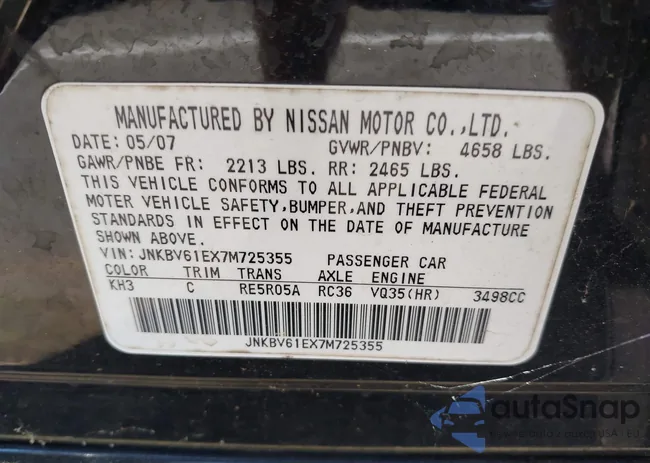 MANUFACTURED BY NISSAN MOTOR CO.,LTD.
DATE: 05/07 GVWR/PNBV: 4658 LBS.
GAWR/PNBE FR: 2213 LBS. RR: 2465 LBS.
THIS VEHICLE CONFORMS TO ALL APPLICABLE FEDERAL
MOTER VEHICLE SAFETY,BUMPER,AND THEFT PREVENTION
STANDARDS IN EFFECT ON THE DATE OF MANUFACTURE
SHOWN ABOVE.
VIN: JNKBV61EX7M725355 PASSENGER CAR
COLOR TRIM TRANS AXLE ENGINE
KH3 C RE5R05A RC36 VQ35(HR) 3498CC
JNKBV61EX7M725355
autoSnap